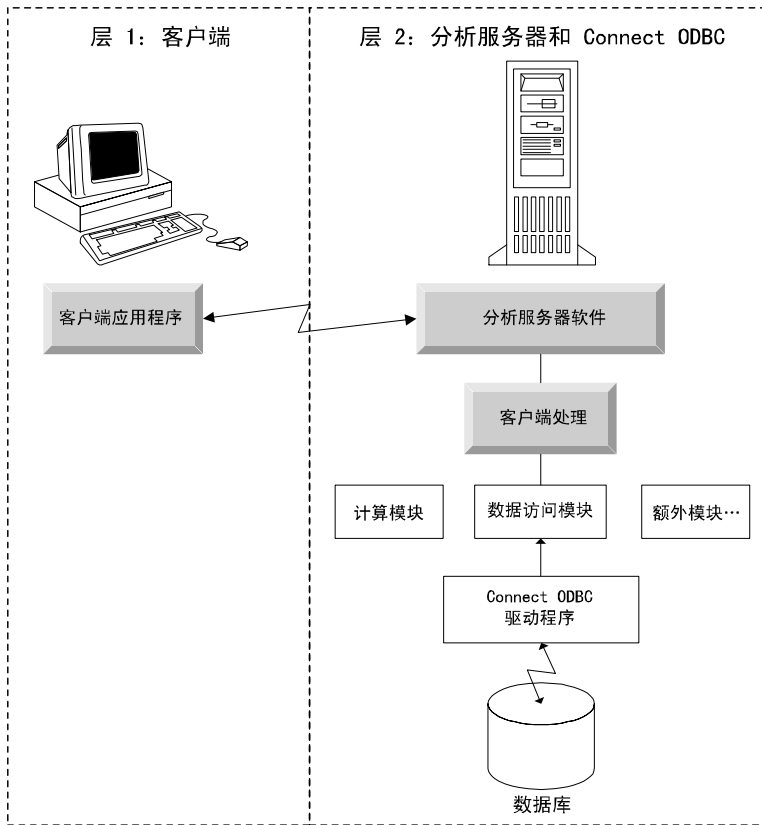 层 1：客户端
层 2：分析服务器和 Connect ODBC
客户端应用程序
分析服务器软件
客户端处理
计算模块
数据访问模块
额外模块…
Connect ODBC
驱动程序
数据库